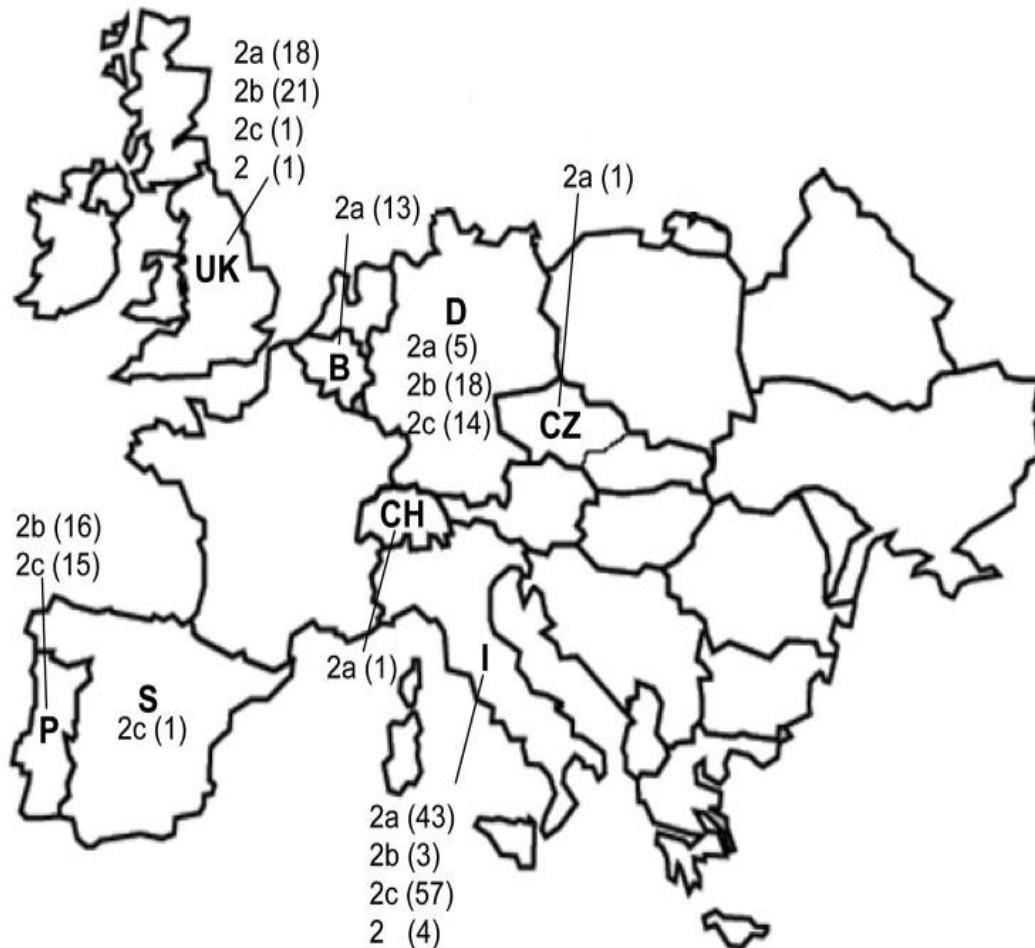 2a (18)
2b (21)
2c (1)
2 (1)
UK
2a (13)
B
2a (1)
CZ
D
2a (5)
2b (18)
2c (14)
CH
2a (1)
2b (16)
2c (15)
P
S
2c (1)
I
2a (43)
2b (3)
2c (57)
2 (4)